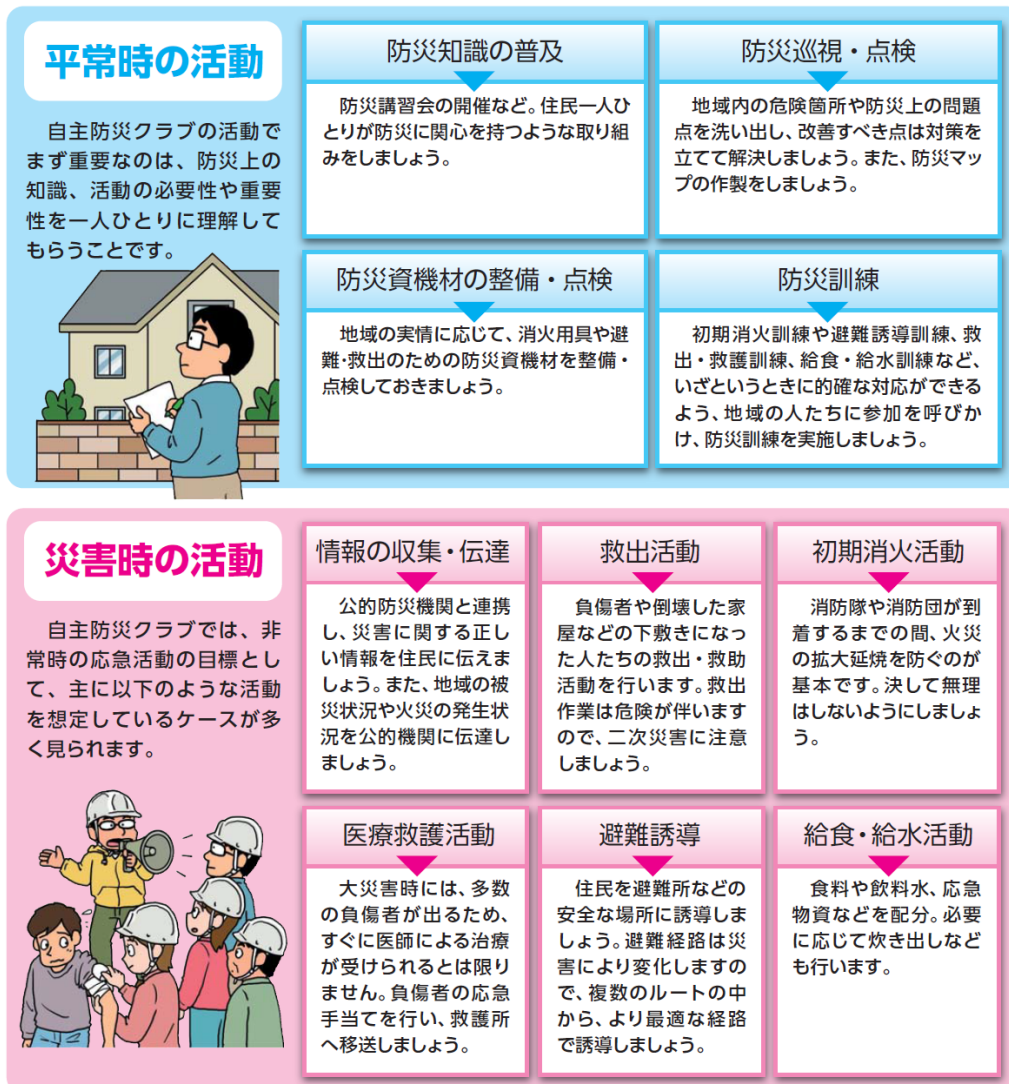 平常時の活動
自主防災クラブの活動で
まず重要なのは、防災上の
知識、活動の必要性や重要
性を一人ひとりに理解して
もらうことです。
防災知識の普及
防災講習会の開催など。住民一人ひ
とりが防災に関心を持つような取り組
みをしましょう。
防災巡視・点検
地域内の危険箇所や防災上の問題
点を洗い出し、改善すべき点は対策を
立てて解決しましょう。また、防災マッ
プの作製をしましょう。
防災資機材の整備・点検
地域の実情に応じて、消火用具や避
難・救出のための防災資機材を整備・
点検しておきましょう。
防災訓練
初期消火訓練や避難誘導訓練、救
出・救護訓練、給食・給水訓練など、
いざというときに的確な対応ができる
よう、地域の人たちに参加を呼びか
け、防災訓練を実施しましょう。
災害時の活動
自主防災クラブでは、非
常時の応急活動の目標とし
て、主に以下のような活動
を想定しているケースが多
く見られます。
情報の収集・伝達
公的防災機関と連携
し、災害に関する正し
い情報を住民に伝えま
しょう。また、地域の被
災状況や火災の発生状
況を公的機関に伝達し
ましょう。
救出活動
負傷者や倒壊した家
屋などの下敷きになっ
た人たちの救出・救助
活動を行います。救出
作業は危険が伴います
ので、二次災害に注意
しましょう。
初期消火活動
消防隊や消防団が到
着するまでの間、火災
の拡大延焼を防ぐのが
基本です。決して無理
はしないようにしましょ
う。
医療救護活動
大災害時には、多数
の負傷者が出るため、
すぐに医師による治療
が受けられるとは限り
ません。負傷者の応急
手当てを行い、救護所
へ移送しましょう。
避難誘導
住民を避難所などの
安全な場所に誘導しま
しょう。避難経路は災
害により変化しますの
で、複数のルートの中
から、より最適な経路
で誘導しましょう。
給食・給水活動
食料や飲料水、応急
物資などを配分。必要
に応じて炊き出しなど
も行います。